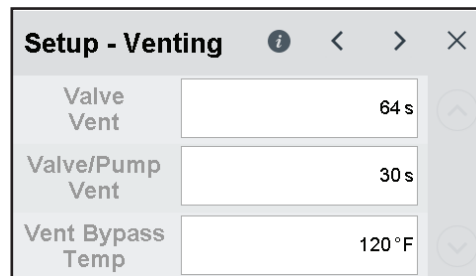 Setup - Venting
Valve
Vent
64 s
Valve/Pump
Vent
30 s
Vent Bypass
Temp
120 °F